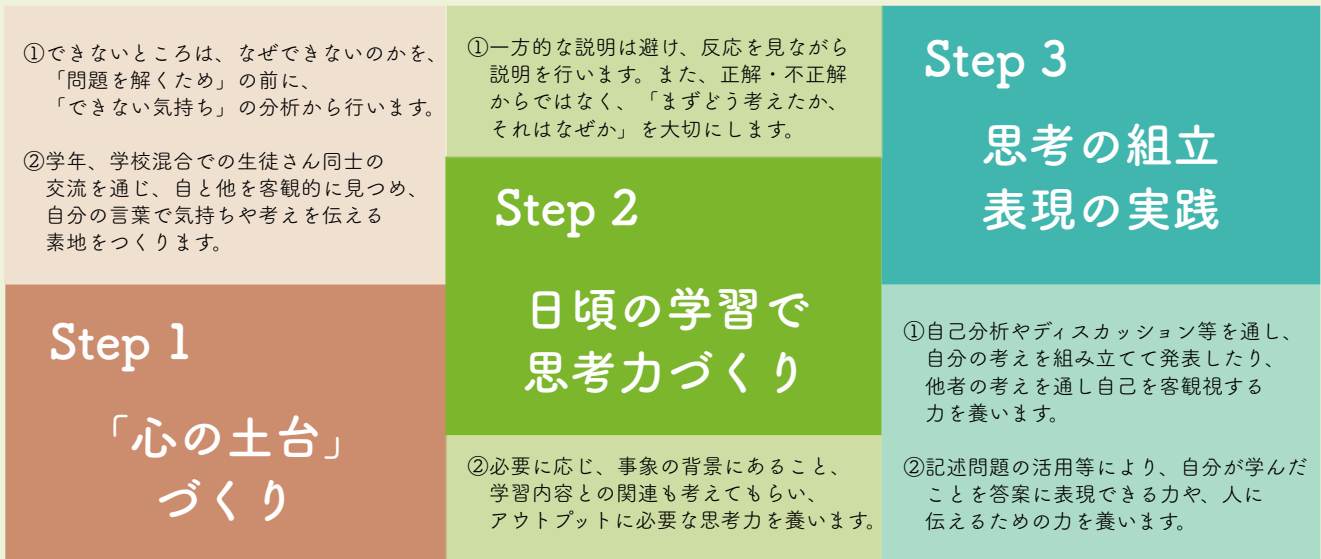 ①できないところは、なぜできないのかを、
「問題を解くため」の前に、
「できない気持ち」の分析から行います。
②学年、学校混合での生徒さん同士の
交流を通じ、自と他を客観的に見つめ、
自分の言葉で気持ちや考えを伝える
素地をつくります。
Step 1
「心の土台」
づくり
①一方的な説明は避け、反応を見ながら
説明を行います。また、正解・不正解
からではなく、「まずどう考えたか、
それはなぜか」を大切にします。
Step 2
日頃の学習で
思考力づくり
②必要に応じ、事象の背景にあること、
学習内容との関連も考えてもらい、
アウトプットに必要な思考力を養います。
Step 3
思考の組立
表現の実践
①自己分析やディスカッション等を通し、
自分の考えを組み立てて発表したり、
他者の考えを通し自己を客観視する
力を養います。
②記述問題の活用等により、自分が学んだ
ことを答案に表現できる力や、人に
伝えるための力を養います。